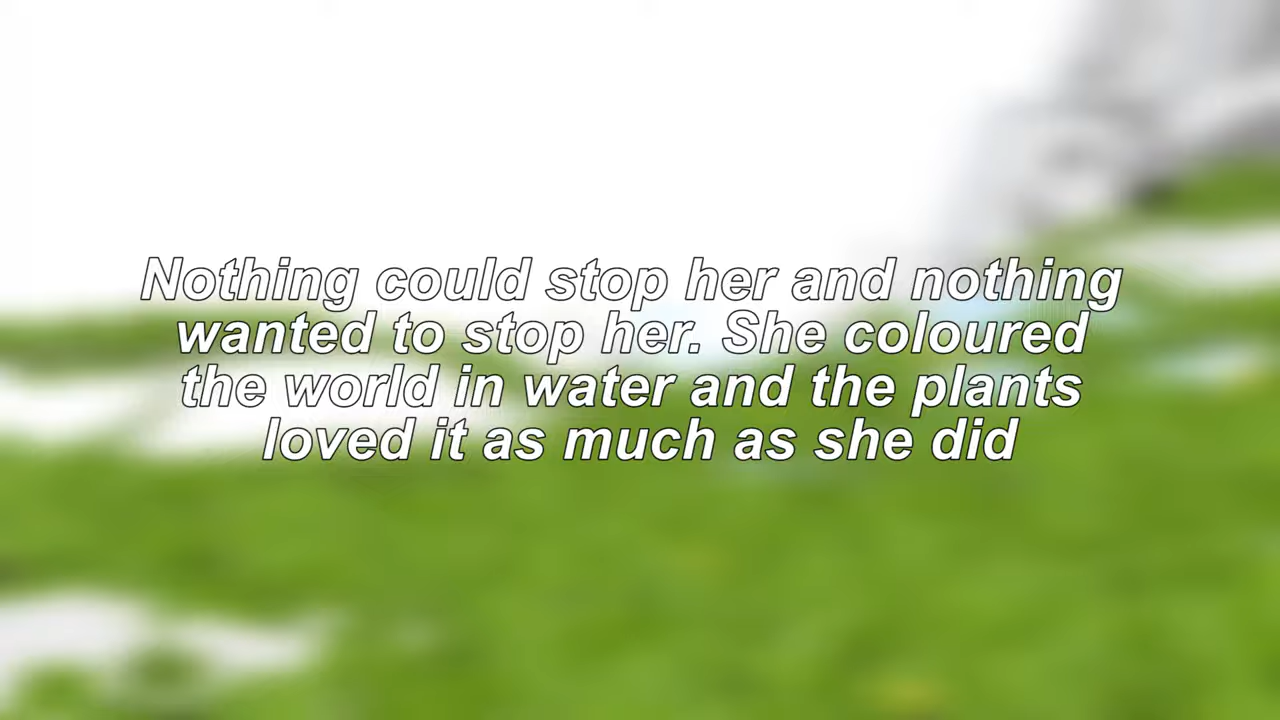 Nothing could stop her and nothing
wanted to stop her. She coloured
the world in water and the plants
loved it as much as she did